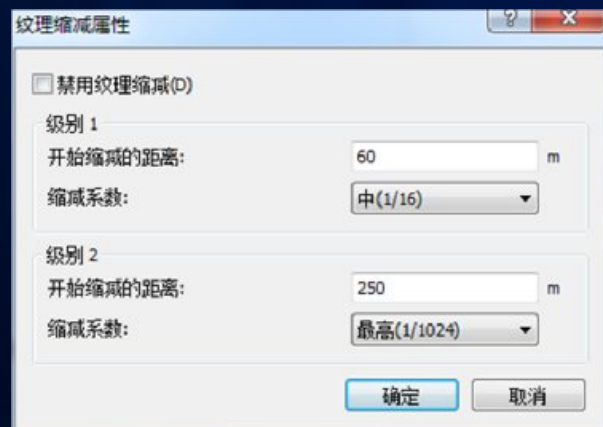 纹理缩减属性
禁用纹理缩减(D)
级别 1
开始缩减的距离: 60 m
缩减系数: 中(1/16)
级别 2
开始缩减的距离: 250 m
缩减系数: 最高(1/1024)
确定 取消